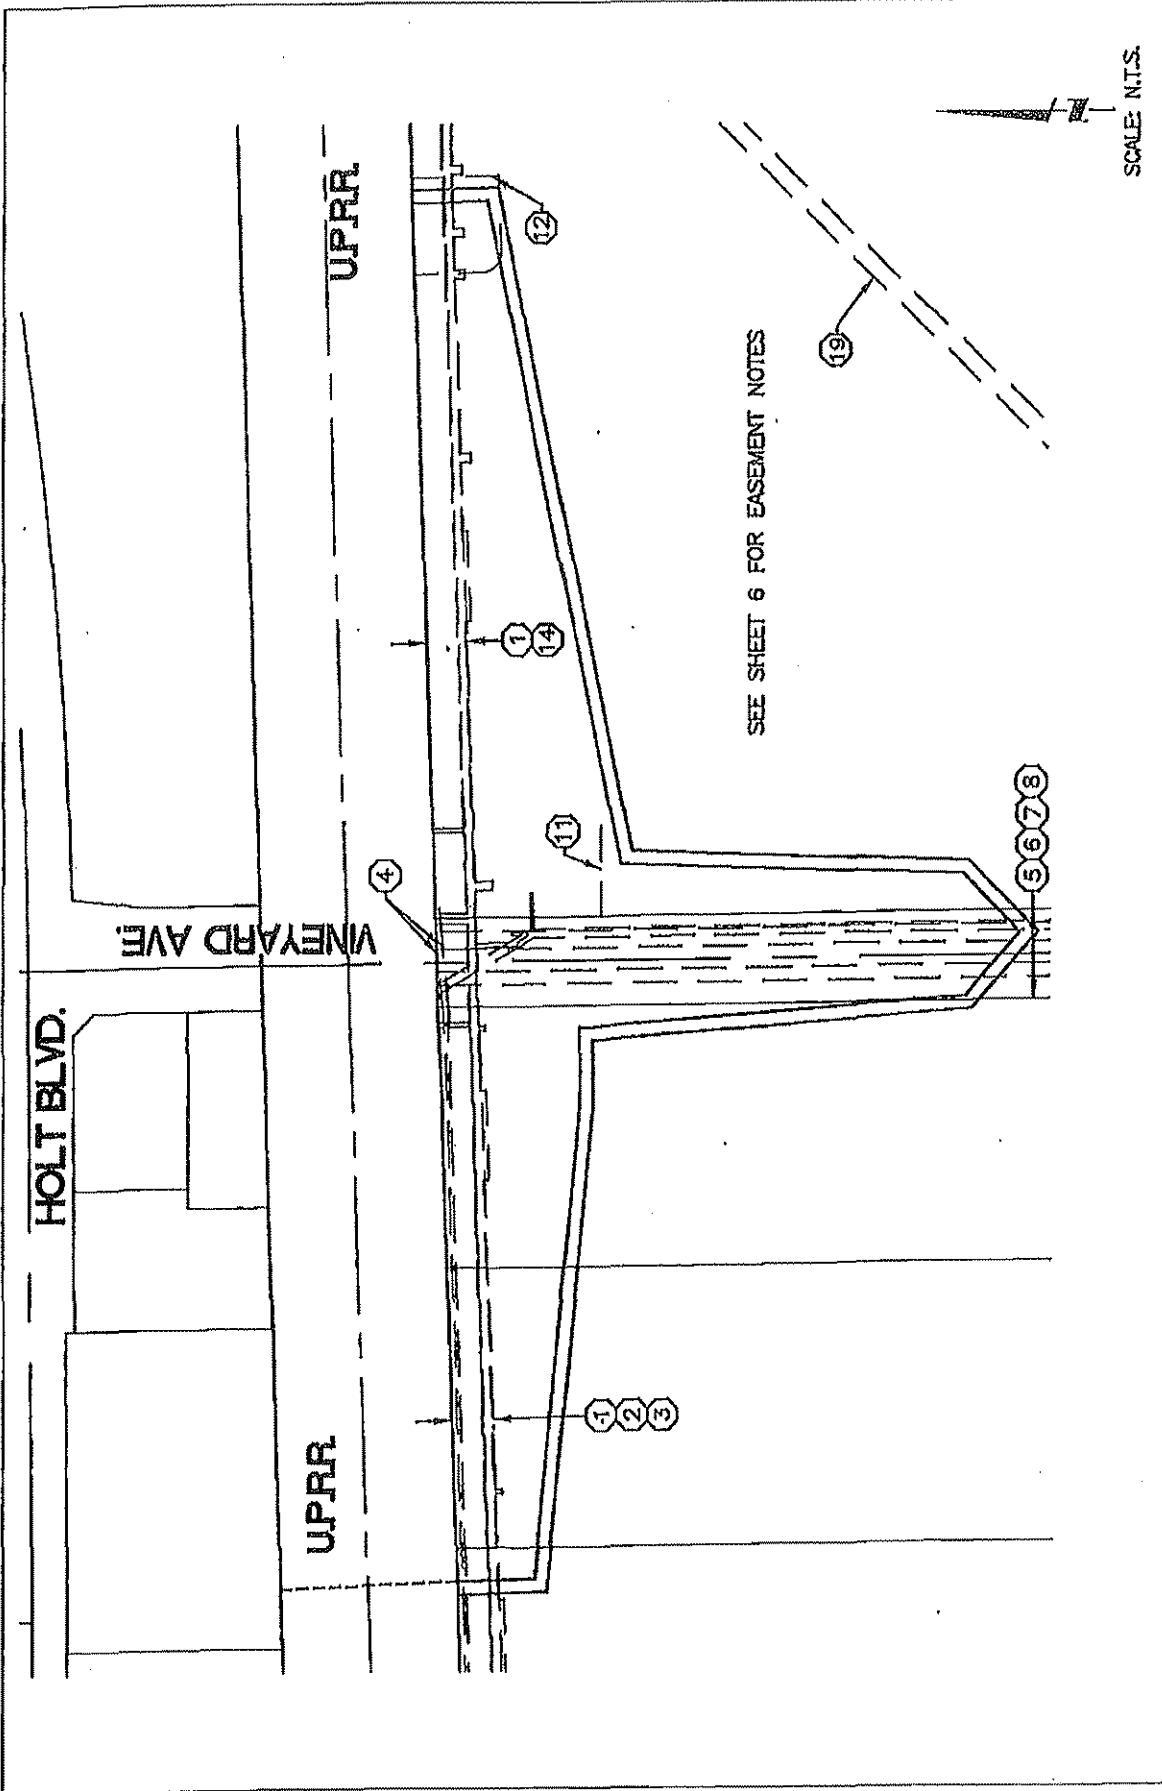 HOLT BLVD.
VINEYARD AVE.
U.P.R.R.
U.P.R.R.
4
1
14
11
12
1
2
3
19
SEE SHEET 6 FOR EASEMENT NOTES
5 6 7 8
N
SCALE: N.T.S.